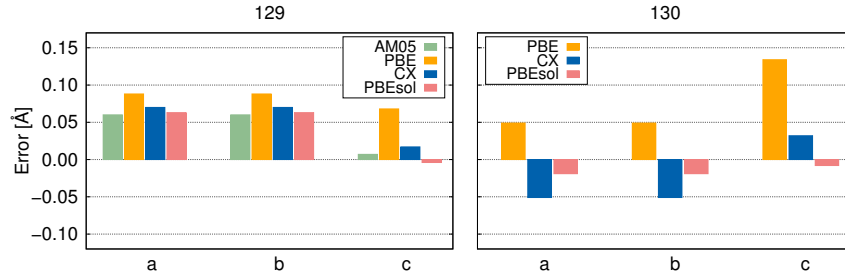 129
130
Error [Å]
0.15
0.10
0.05
0.00
−0.05
−0.10
AM05
PBE
CX
PBEsol
PBE
CX
PBEsol
a
b
c
a
b
c